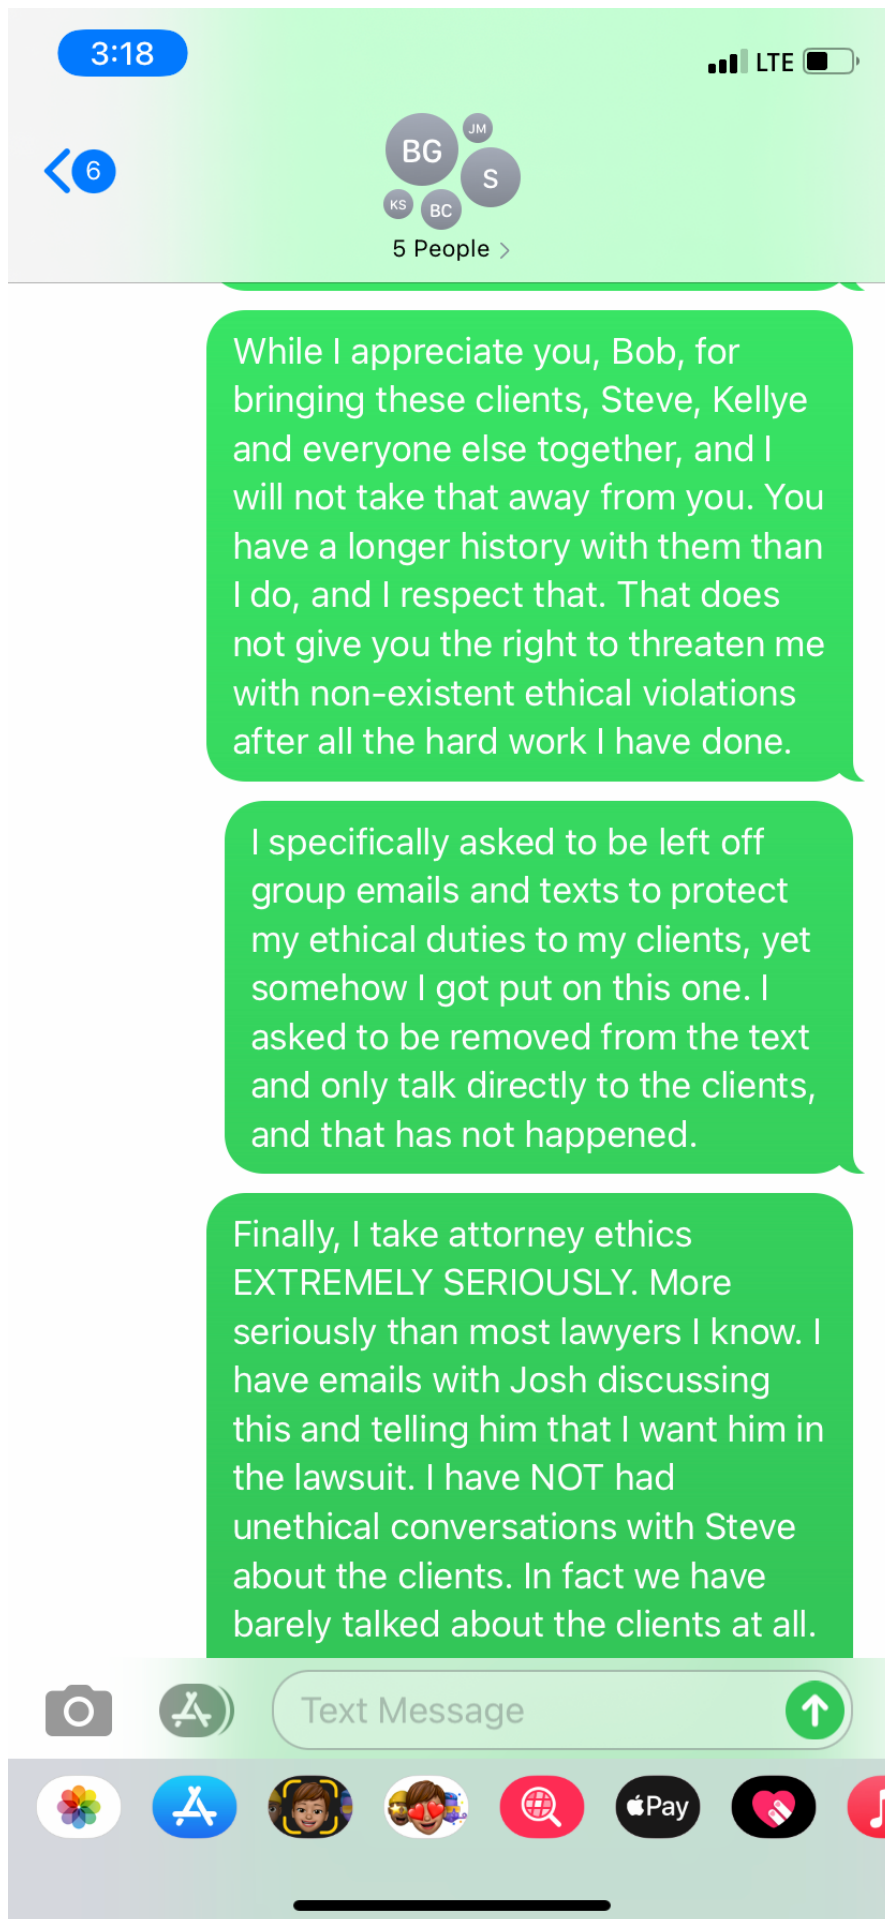 3:18
LTE
6
BG
JM
S
KS
BC
5 People
While I appreciate you, Bob, for
bringing these clients, Steve, Kellye
and everyone else together, and I
will not take that away from you. You
have a longer history with them than
I do, and I respect that. That does
not give you the right to threaten me
with non-existent ethical violations
after all the hard work I have done.
I specifically asked to be left off
group emails and texts to protect
my ethical duties to my clients, yet
somehow I got put on this one. I
asked to be removed from the text
and only talk directly to the clients,
and that has not happened.
Finally, I take attorney ethics
EXTREMELY SERIOUSLY. More
seriously than most lawyers I know. I
have emails with Josh discussing
this and telling him that I want him in
the lawsuit. I have NOT had
unethical conversations with Steve
about the clients. In fact we have
barely talked about the clients at all.
Text Message
Pay